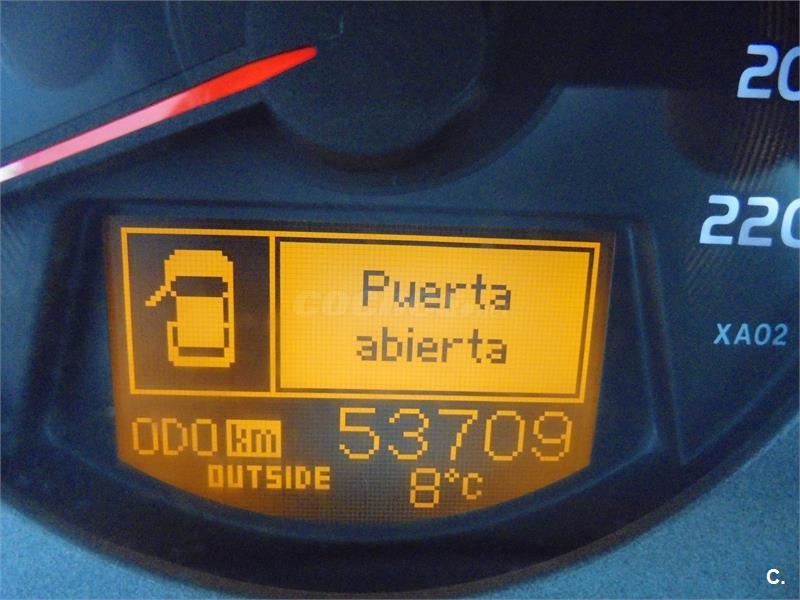 20
220
XA02
Puerta
abierta
ODO km 53709
OUTSIDE 8°C
C.